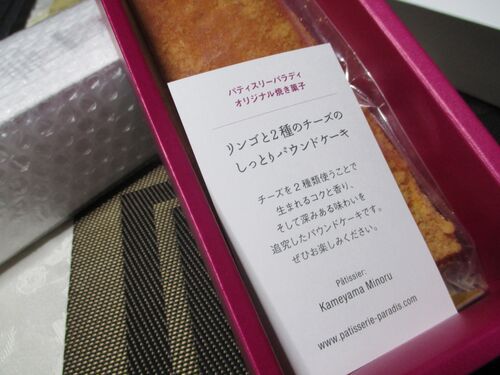 パティスリーパラディ
オリジナル焼き菓子
リンゴと2種のチーズの
しっとりパウンドケーキ
チーズを2種類使うことで
生まれるコクと香り、
そして深みある味わいを
追究したパウンドケーキです。
ぜひお楽しみください。
Pâtissier:
Kameyama Minoru
www.patisserie-paradis.com